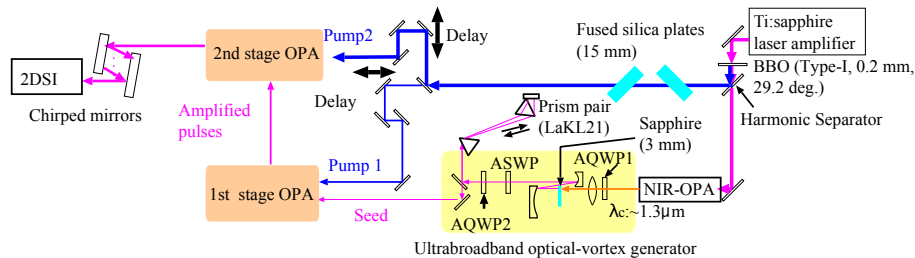 Ti:sapphire
laser amplifier
Fused silica plates
(15 mm)
BBO (Type-I, 0.2 mm,
29.2 deg.)
Harmonic Separator
Delay
Pump2
2nd stage OPA
2DSI
Chirped mirrors
Delay
Amplified
pulses
Prism pair
(LaKL21)
Sapphire
(3 mm)
Pump 1
1st stage OPA
Seed
ASWP
AQWP1
AQWP2
NIR-OPA
λc:~1.3μm
Ultrabroadband optical-vortex generator